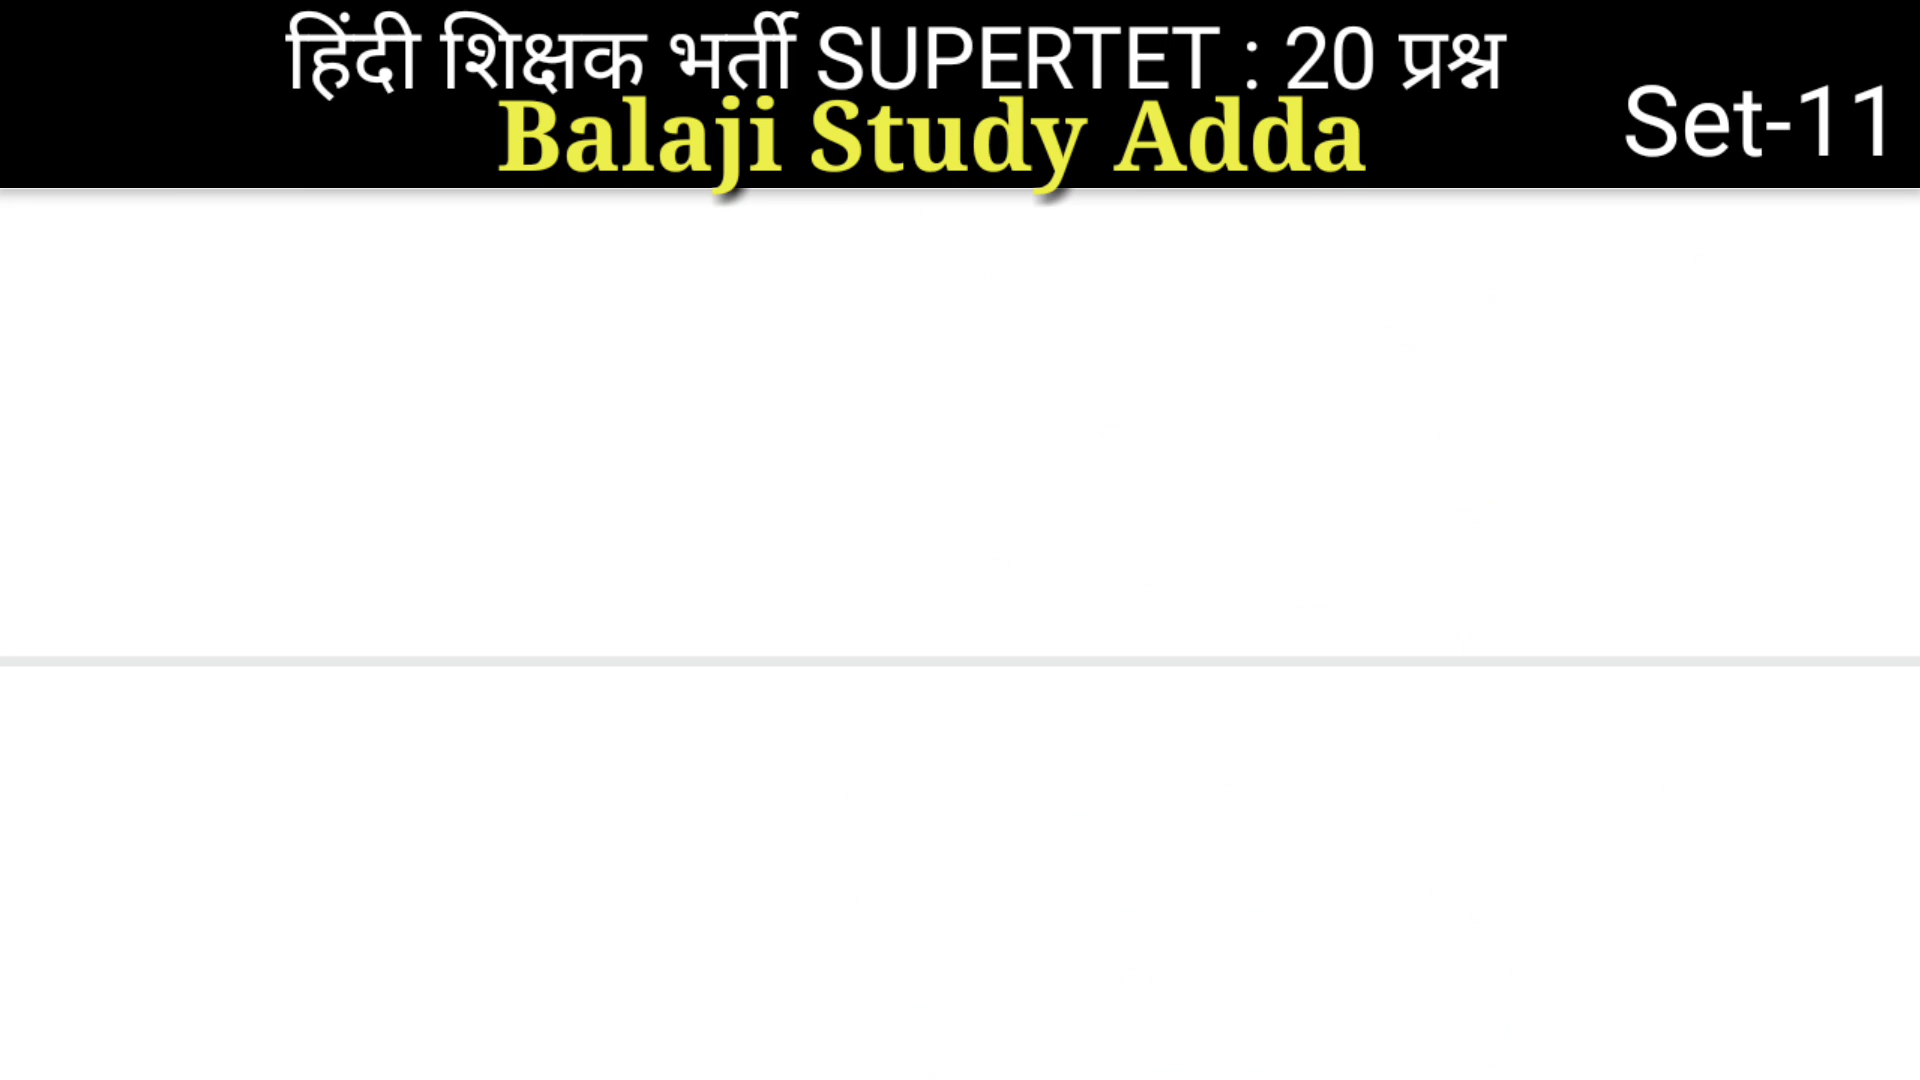 हिंदी शिक्षक भर्ती SUPERTET : 20 प्रश्न
Balaji Study Adda
Set-11